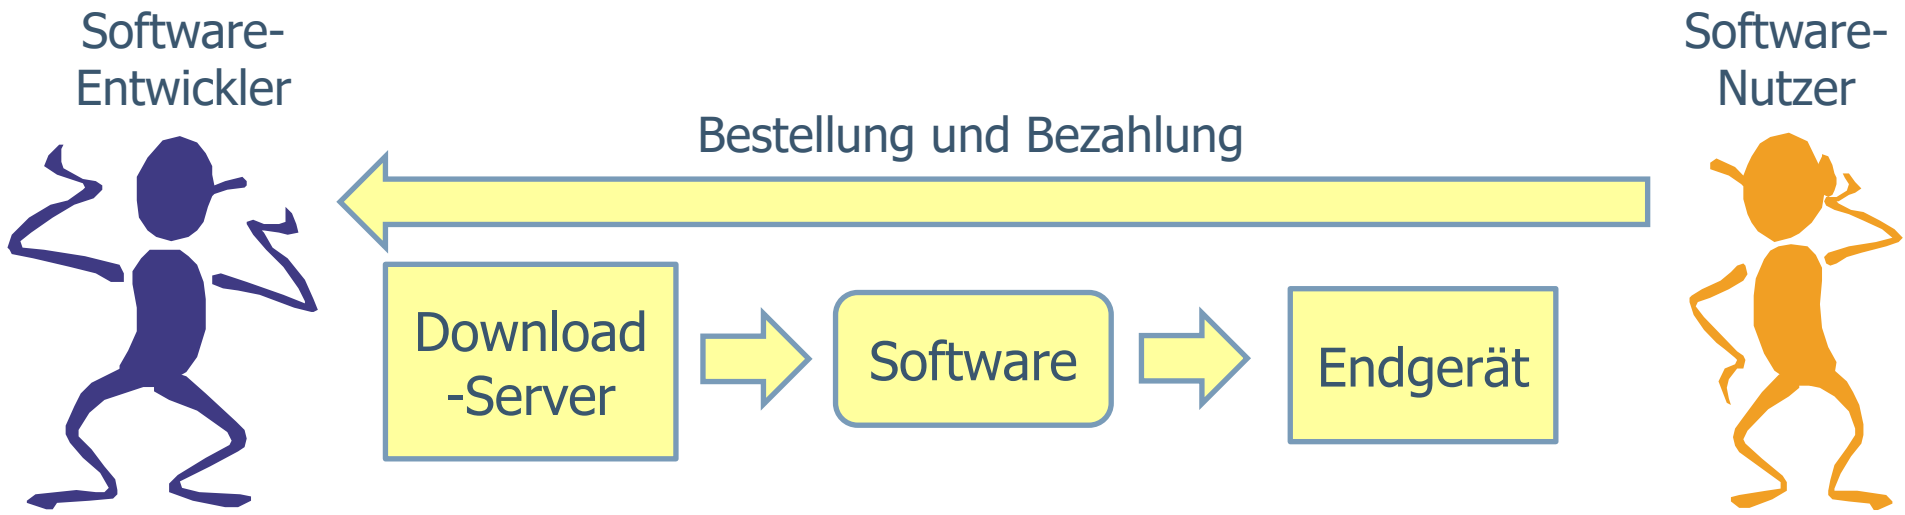 Software-
Entwickler
Software-
Nutzer
Bestellung und Bezahlung
Download
-Server
Software
Endgerät